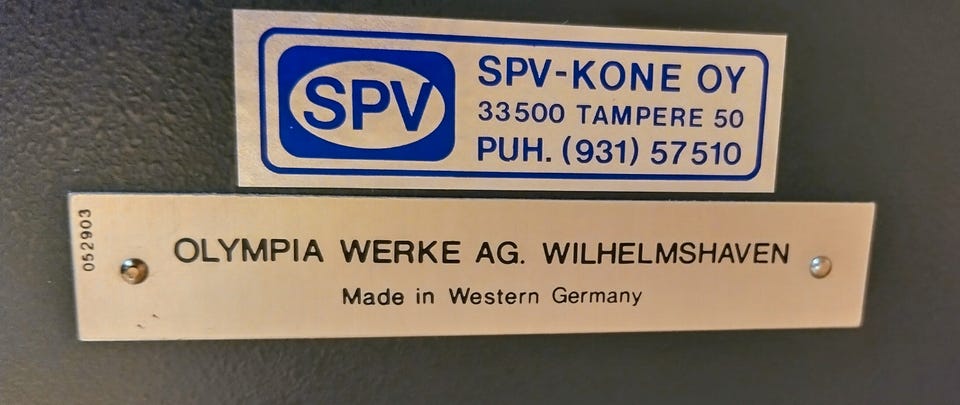 SPV
SPV-KONE OY
33500 TAMPERE 50
PUH. (931) 57510
052903
OLYMPIA WERKE AG. WILHELMSHAVEN
Made in Western Germany